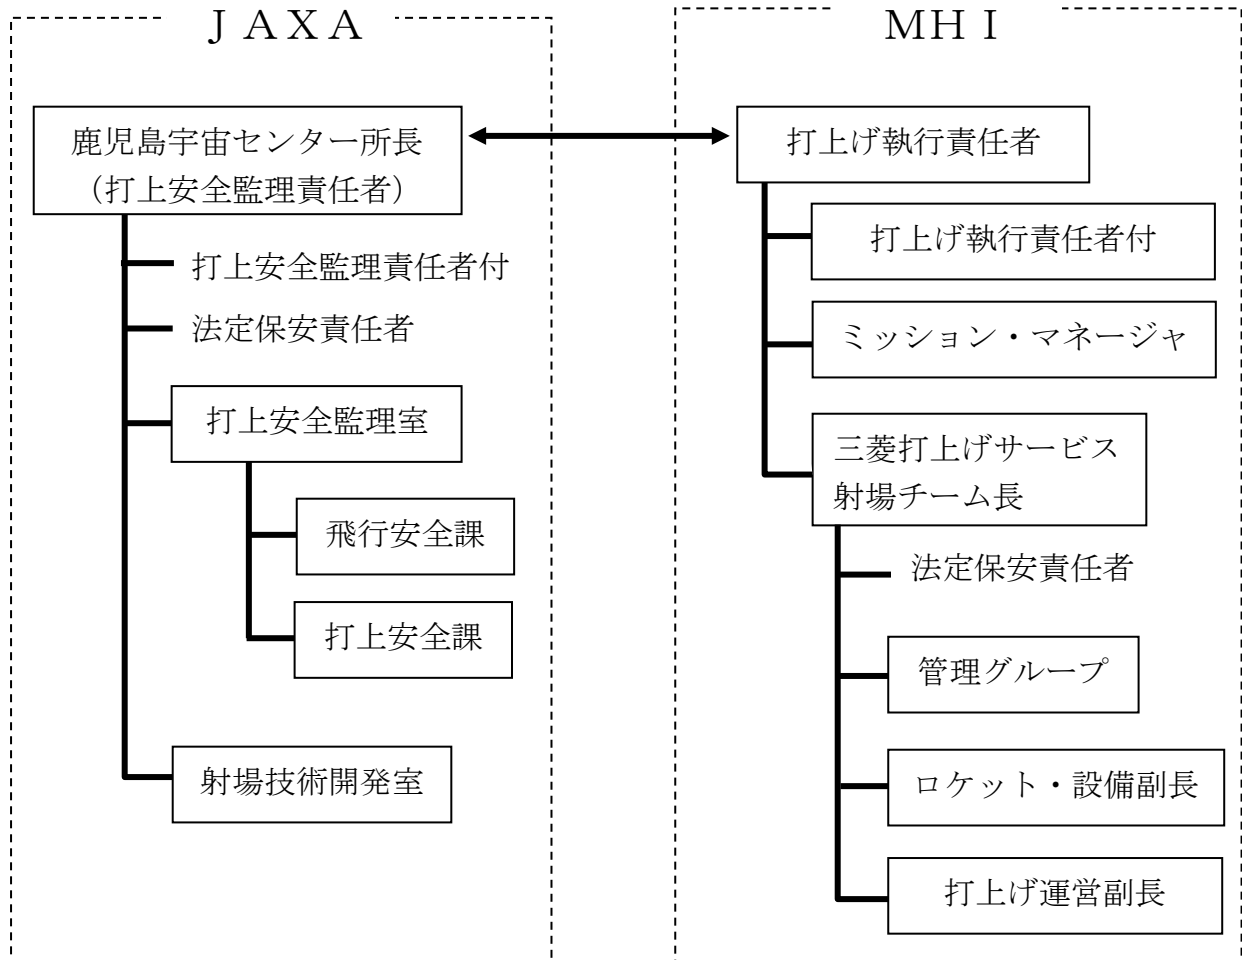 ＪＡＸＡ
鹿児島宇宙センター所長
（打上安全監理責任者）
打上安全監理責任者付
法定保安責任者
打上安全監理室
飛行安全課
打上安全課
射場技術開発室
ＭＨＩ
打上げ執行責任者
打上げ執行責任者付
ミッション・マネージャ
三菱打上げサービス
射場チーム長
法定保安責任者
管理グループ
ロケット・設備副長
打上げ運営副長